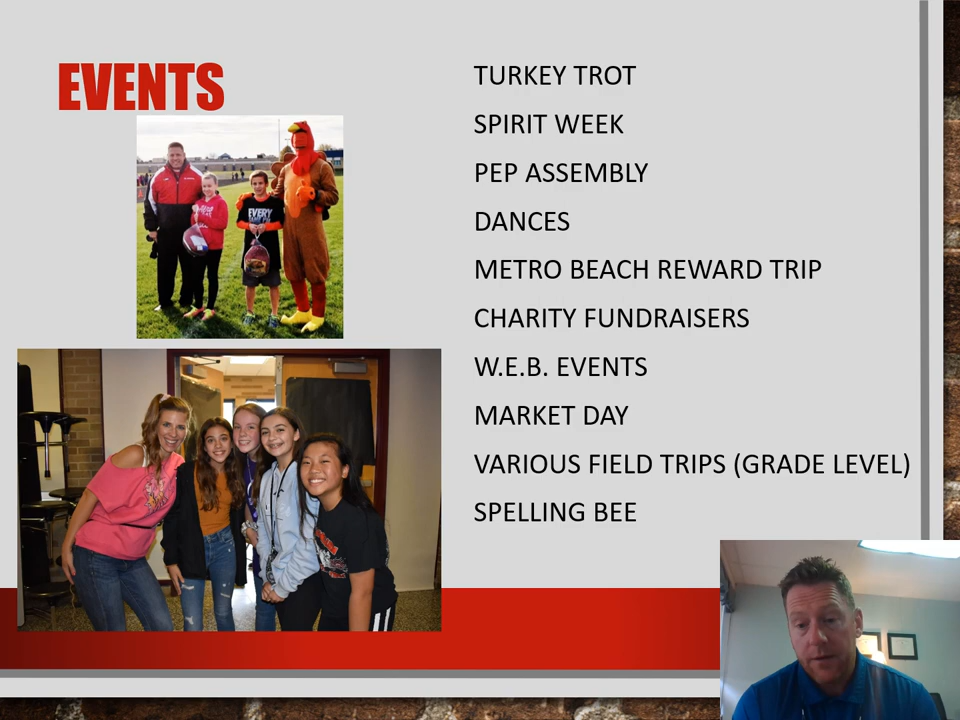 EVENTS
TURKEY TROT
SPIRIT WEEK
PEP ASSEMBLY
DANCES
METRO BEACH REWARD TRIP
CHARITY FUNDRAISERS
W.E.B. EVENTS
MARKET DAY
VARIOUS FIELD TRIPS (GRADE LEVEL)
SPELLING BEE
EVERY